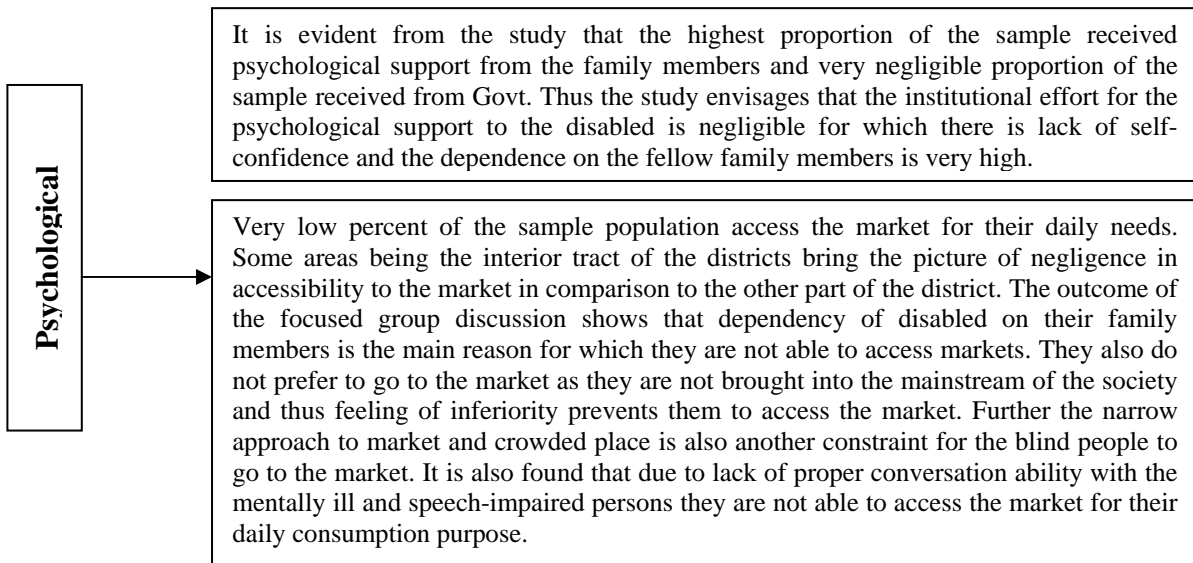 Psychological
It is evident from the study that the highest proportion of the sample received
psychological support from the family members and very negligible proportion of the
sample received from Govt. Thus the study envisages that the institutional effort for the
psychological support to the disabled is negligible for which there is lack of self-
confidence and the dependence on the fellow family members is very high.
Very low percent of the sample population access the market for their daily needs.
Some areas being the interior tract of the districts bring the picture of negligence in
accessibility to the market in comparison to the other part of the district. The outcome of
the focused group discussion shows that dependency of disabled on their family
members is the main reason for which they are not able to access markets. They also do
not prefer to go to the market as they are not brought into the mainstream of the society
and thus feeling of inferiority prevents them to access the market. Further the narrow
approach to market and crowded place is also another constraint for the blind people to
go to the market. It is also found that due to lack of proper conversation ability with the
mentally ill and speech-impaired persons they are not able to access the market for their
daily consumption purpose.